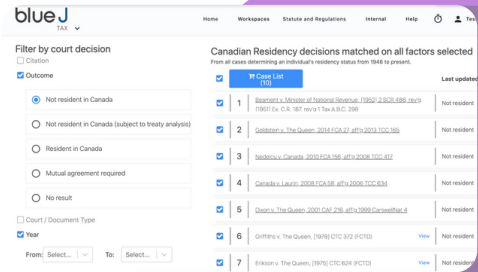 blue J
TAX
Home Workspaces Statute and Regulations Internal Help Tes
Filter by court decision
Citation
Outcome
Not resident in Canada
Not resident in Canada (subject to treaty analysis)
Resident in Canada
Mutual agreement required
No result
Court / Document Type
Year
From: Select... To: Select...
Canadian Residency decisions matched on all factors selected
From all cases determining an individual's residency status from 1948 to present.
Case List
(10)
Last updated
1 Beament v. Minister of National Revenue, [1952] 2 SCR 486, rev'g
[1951] Ex. C.R. 187, rev'g 1 Tax A.B.C. 298
Not resident
2 Goldstein v. The Queen, 2014 FCA 27, aff'g 2013 TCC 165 Not resident
3 Nedelcu v. Canada, 2010 FCA 156, aff'g 2008 TCC 417 Not resident
4 Canada v. Laurin, 2008 FCA 58, aff'g 2006 TCC 634 Not resident
5 Dixon v. The Queen, 2001 CAF 216, aff'g 1999 CarswellNat 4 Not resident
6 Griffiths v. The Queen, [1978] CTC 372 (FCTD) View Not resident
7 Erikson v. The Queen, [1975] CTC 624 (FCTD) View Not resident